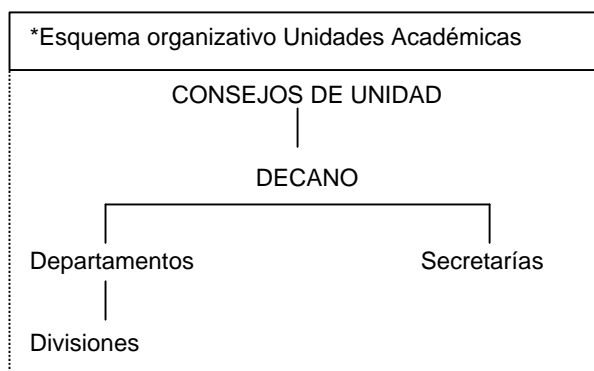 *Esquema organizativo Unidades Académicas
CONSEJOS DE UNIDAD
DECANO
Departamentos Secretarías
Divisiones